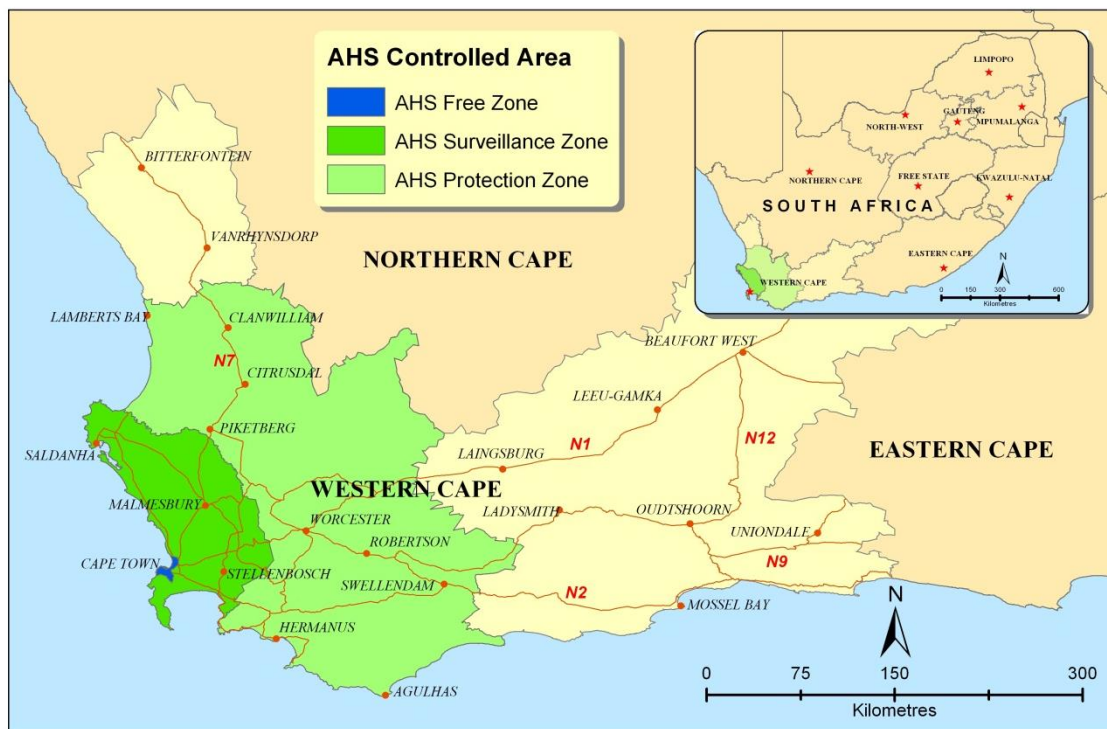 AHS Controlled Area
AHS Free Zone
AHS Surveillance Zone
AHS Protection Zone
LIMPOPO
GAUTENG
MPUMALANGA
NORTH-WEST
NORTHERN CAPE
FREE STATE
KWAZULU-NATAL
SOUTH AFRICA
EASTERN CAPE
WESTERN CAPE
N
0 150 300 600
Kilometres
BITTERFONTEIN
VANRHYNSDORP
NORTHERN CAPE
LAMBERTS BAY
CLANWILLIAM
N7
CITRUSDAL
BEAUFORT WEST
LEEU-GAMKA
PIKETBERG
N1
N12
EASTERN CAPE
SALDANHA
LAINGSBURG
WESTERN CAPE
MALMESBURY
LADYSMITH
OUDTSHOORN
WORCESTER
UNIONDALE
ROBERTSON
CAPE TOWN
STELLENBOSCH
SWELLENDAM
N9
N2
MOSSEL BAY
HERMANUS
AGULHAS
N
0 75 150 300
Kilometres